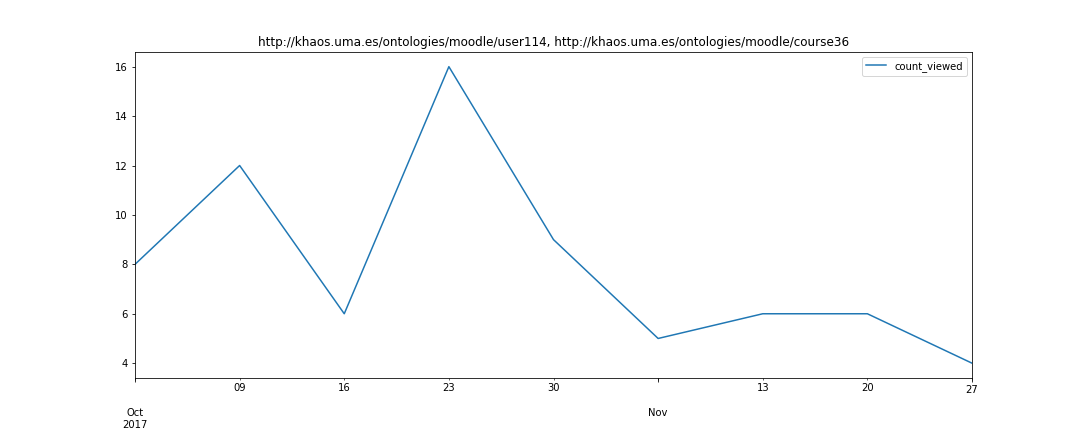 http://khaos.uma.es/ontologies/moodle/user114, http://khaos.uma.es/ontologies/moodle/course36
count_viewed
16
14
12
10
8
6
4
09 16 23 30 13 20 27
Oct Nov
2017